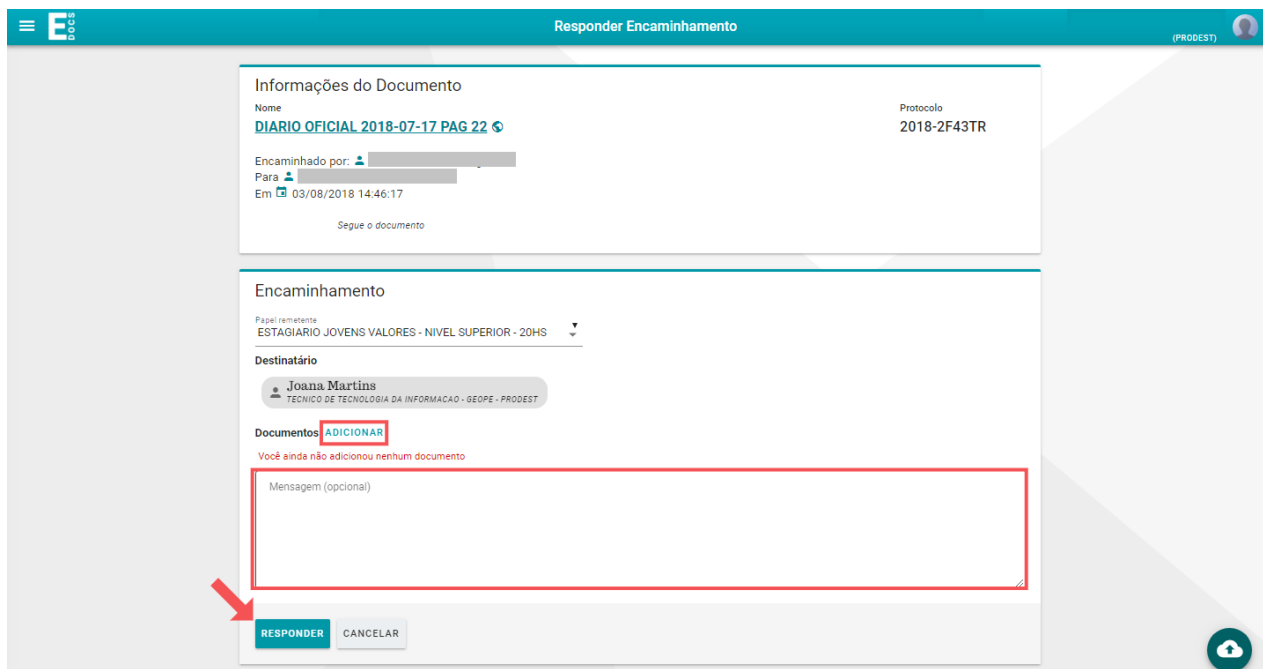 E DOCS
Responder Encaminhamento
(PRODEST)
Informações do Documento
Nome
Protocolo
DIARIO OFICIAL 2018-07-17 PAG 22
2018-2F43TR
Encaminhado por:
Para
Em 03/08/2018 14:46:17
Segue o documento
Encaminhamento
Papel remetente
ESTAGIARIO JOVENS VALORES - NIVEL SUPERIOR - 20HS
Destinatário
Joana Martins
TECNICO DE TECNOLOGIA DA INFORMACAO - GEOPE - PRODEST
Documentos ADICIONAR
Você ainda não adicionou nenhum documento
Mensagem (opcional)
RESPONDER CANCELAR